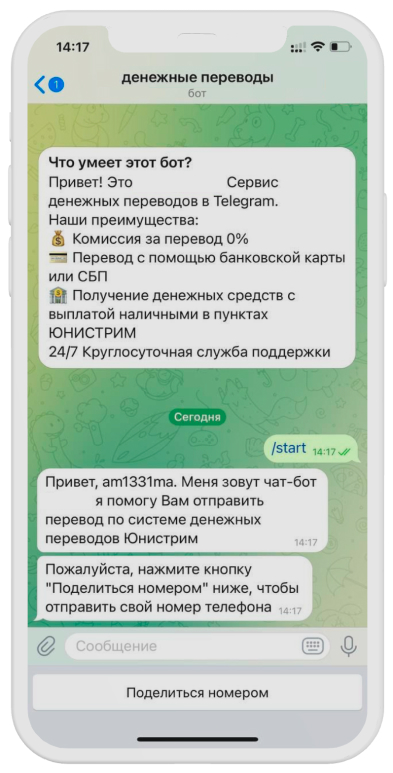 14:17
1
денежные переводы
бот
Что умеет этот бот?
Привет! Это Сервис
денежных переводов в Telegram.
Наши преимущества:
💰 Комиссия за перевод 0%
💳 Перевод с помощью банковской карты
или СБП
🏦 Получение денежных средств с
выплатой наличными в пунктах
ЮНИСТРИМ
24/7 Круглосуточная служба поддержки
Сегодня
/start 14:17
Привет, am1331ma. Меня зовут чат-бот
я помогу Вам отправить
перевод по системе денежных
переводов Юнистрим 14:17
Пожалуйста, нажмите кнопку
"Поделиться номером" ниже, чтобы
отправить свой номер телефона 14:17
Сообщение
Поделиться номером